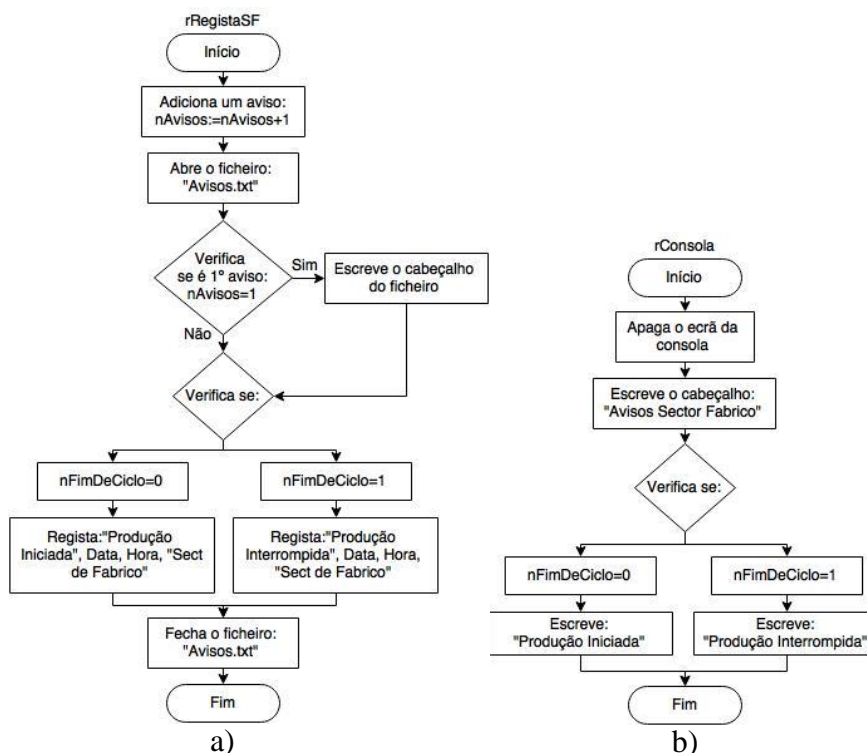 rRegistaSF
Início
Adiciona um aviso:
nAvisos:=nAvisos+1
Abre o ficheiro:
"Avisos.txt"
Verifica
se é 1º aviso:
nAvisos=1
Sim
Escreve o cabeçalho
do ficheiro
Não
Verifica se:
nFimDeCiclo=0
nFimDeCiclo=1
Regista:"Produção
Iniciada", Data, Hora, "Sect
de Fabrico"
Regista:"Produção
Interrompida", Data, Hora,
"Sect de Fabrico"
Fecha o ficheiro:
"Avisos.txt"
Fim
a)
rConsola
Início
Apaga o ecrã da
consola
Escreve o cabeçalho:
"Avisos Sector Fabrico"
Verifica se:
nFimDeCiclo=0
nFimDeCiclo=1
Escreve:
"Produção Iniciada"
Escreve:
"Produção Interrompida"
Fim
b)